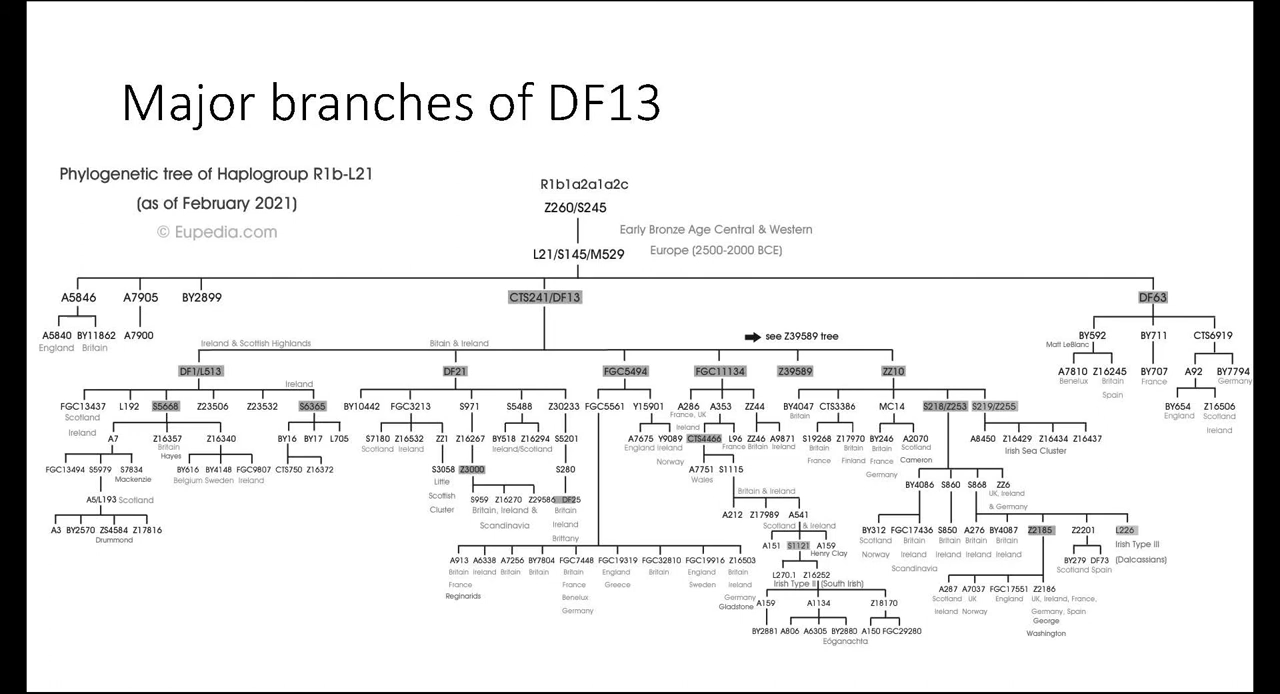 Major branches of DF13
Phylogenetic tree of Haplogroup R1b-L21
(as of February 2021)
© Eupedia.com
R1b1a2a1a2c
Z260/S245
Early Bronze Age Central & Western
Europe (2500-2000 BCE)
L21/S145/M529
A5846 A7905 BY2899 CTS241/DF13 DF63
A5840 BY11862 A7900 see Z39589 tree BY592 BY711 CTS6919
England Britain Ireland & Scottish Highlands Bitain & Ireland Matt LeBlanc
DF1/L513 DF21 FGC5494 FGC11134 Z39589 ZZ10 A7810 Z16245 BY707 A92 BY7794
Benelux Britain France Germany
Spain
Ireland
FGC13437 L192 S5668 Z23506 Z23532 S6365 BY10442 FGC3213 S971 S5488 Z30233 FGC5561 Y15901 A286 A353 ZZ44 BY4047 CTS3386 MC14 S218/Z253 S219/Z255 BY654 Z16506
Scotland France, UK Britain England Scotland
Ireland Ireland Ireland
A7 Z16357 Z16340 BY16 BY17 L705 S7180 Z16532 ZZ1 Z16267 BY518 Z16294 S5201 A7675 Y9089 CTS4466 L96 ZZ46 A9871 S19268 Z17970 BY246 A2070 A8450 Z16429 Z16434 Z16437
Britain Scotland Ireland Ireland/Scotland England Ireland France Britain Ireland Britain Britain Britain Scotland Irish Sea Cluster
Hayes Norway France Finland France Cameron
Germany
FGC13494 S5979 S7834 BY616 BY4148 FGC9807 CTS750 Z16372 S3058 Z3000 S280 A7751 S1115
Mackenzie Belgium Sweden Ireland Little Wales
Scottish
Cluster
BY4086 S860 S868 ZZ6
UK, Ireland
& Germany
A5/L193 Scotland S959 Z16270 Z29586 DF25 Britain & Ireland
Britain, Ireland & Britain
Scandinavia Ireland
Brittany
A212 Z17989 A541
Scotland & Ireland
A3 BY2570 ZS4584 Z17816 BY312 FGC17436 S850 A276 BY4087 Z2185 Z2201 L226
Drummond Scotland Britain Britain Britain Britain Irish Type III
Norway Ireland Ireland Ireland Ireland (Dalcassians)
Scandinavia
A151 S1121 A159 BY279 DF73
Henry Clay Scotland Spain
A913 A6338 A7256 BY7804 FGC7448 FGC19319 FGC32810 FGC19916 Z16503
Britain Ireland Britain Britain Britain England Britain England Britain
France France Greece Sweden Ireland
Reginarids Benelux Germany
Germany Gladstone
L270.1 Z16252
Irish Type II (South Irish)
A287 A7037 FGC17551 Z2186
Scotland UK England UK, Ireland, France,
Ireland Norway Germany, Spain
George
Washington
A159 A1134 Z18170
BY2881 A806 A6305 BY2880 A150 FGC29280
Eóganachta